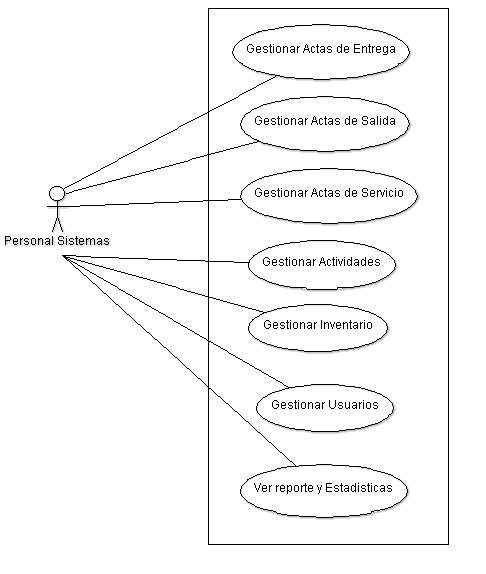 Gestionar Actas de Entrega
Gestionar Actas de Salida
Gestionar Actas de Servicio
Personal Sistemas
Gestionar Actividades
Gestionar Inventario
Gestionar Usuarios
Ver reporte y Estadisticas